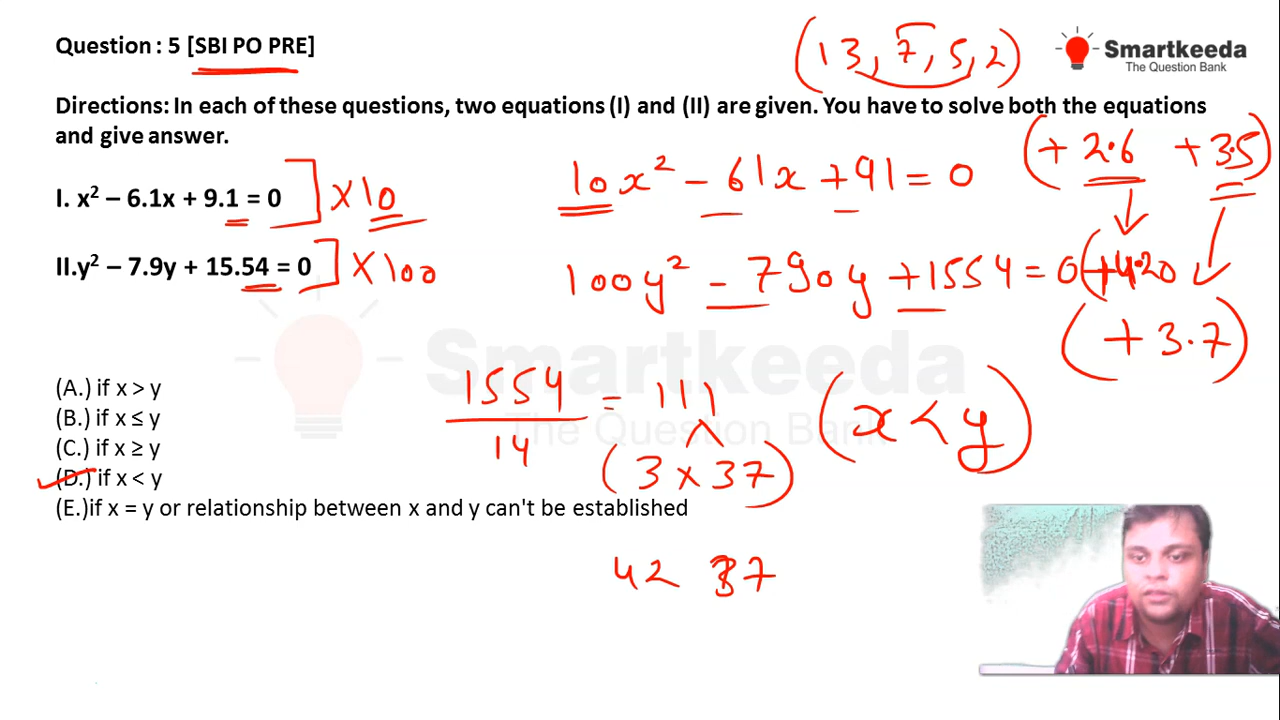 Question : 5 [SBI PO PRE]
(13, 7, 5, 2)
Smartkeeda
The Question Bank
Directions: In each of these questions, two equations (I) and (II) are given. You have to solve both the equations
and give answer.
(+ 2.6 + 3.5)
I. x² – 6.1x + 9.1 = 0 ] × 10
10x² - 61x + 91 = 0
II.y² – 7.9y + 15.54 = 0 ] × 100
100y² - 790y + 1554 = 0
(+4.20
(+ 3.7)
Smartkeeda
The Question Bank
1554/14 = 111
(3 × 37)
(x < y)
(A.) if x > y
(B.) if x ≤ y
(C.) if x ≥ y
(D.) if x < y
(E.)if x = y or relationship between x and y can't be established
42 37